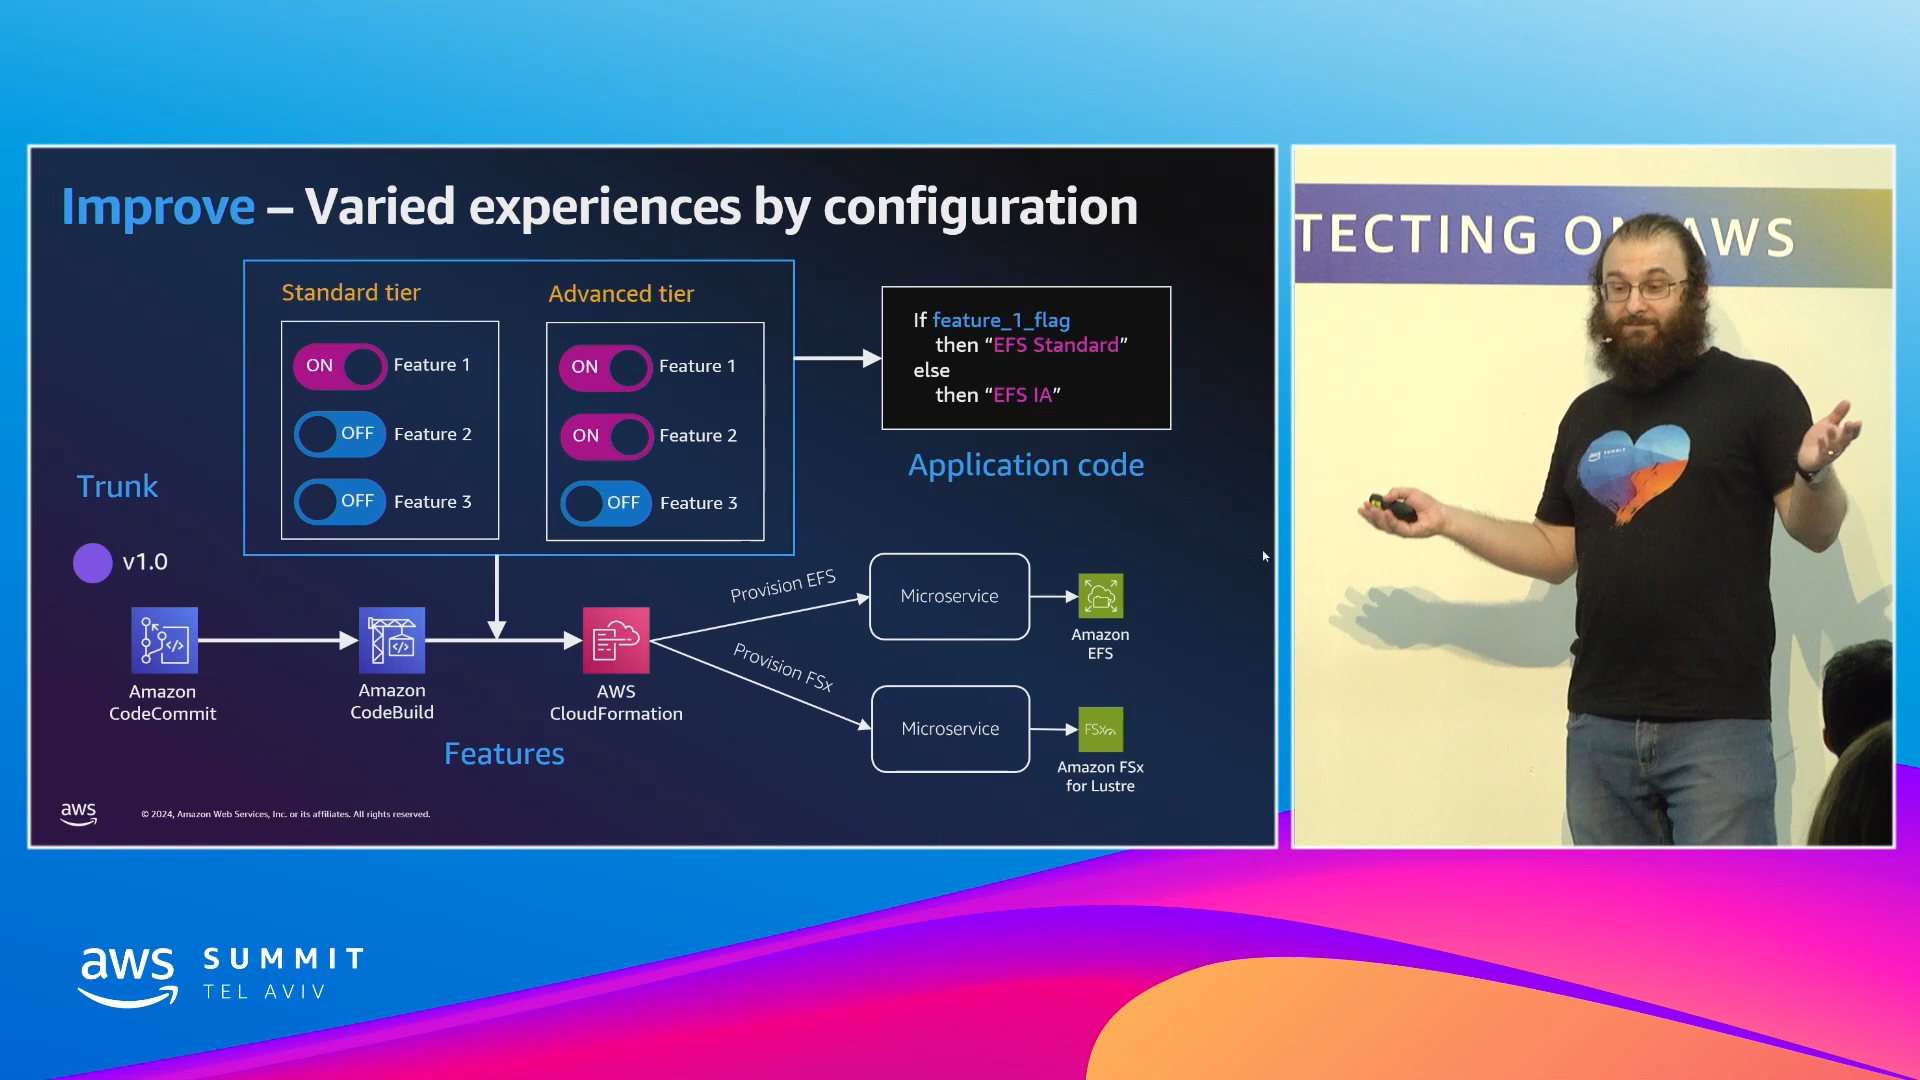 Improve – Varied experiences by configuration
Standard tier
ON Feature 1
OFF Feature 2
OFF Feature 3
Advanced tier
ON Feature 1
ON Feature 2
OFF Feature 3
If feature_1_flag
then “EFS Standard”
else
then “EFS IA”
Application code
Trunk
v1.0
Amazon
CodeCommit
Amazon
CodeBuild
AWS
CloudFormation
Features
Provision EFS
Provision FSx
Microservice
Amazon
EFS
Microservice
FSx
Amazon FSx
for Lustre
aws
© 2024, Amazon Web Services, Inc. or its affiliates. All rights reserved.
TECTING ON AWS
aws SUMMIT
TEL AVIV